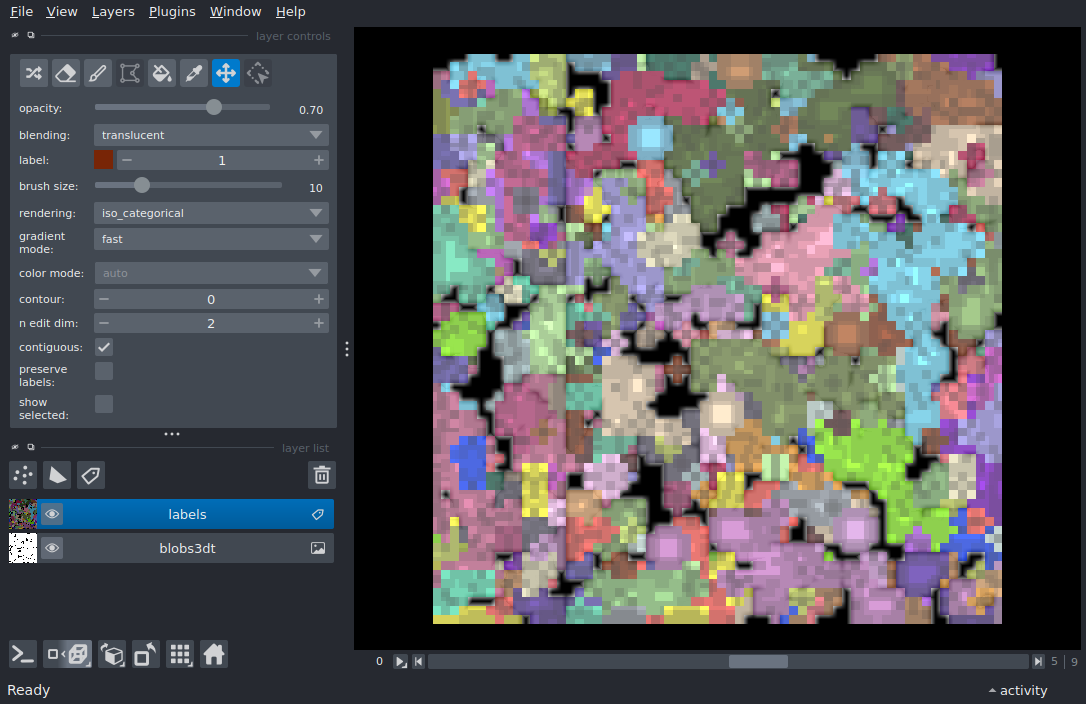 File View Layers Plugins Window Help
layer controls
opacity: 0.70
blending: translucent
label: 1
brush size: 10
rendering: iso_categorical
gradient
mode: fast
color mode: auto
contour: 0
n edit dim: 2
contiguous:
preserve
labels:
show
selected:
layer list
labels
blobs3dt
0 5 9
Ready activity